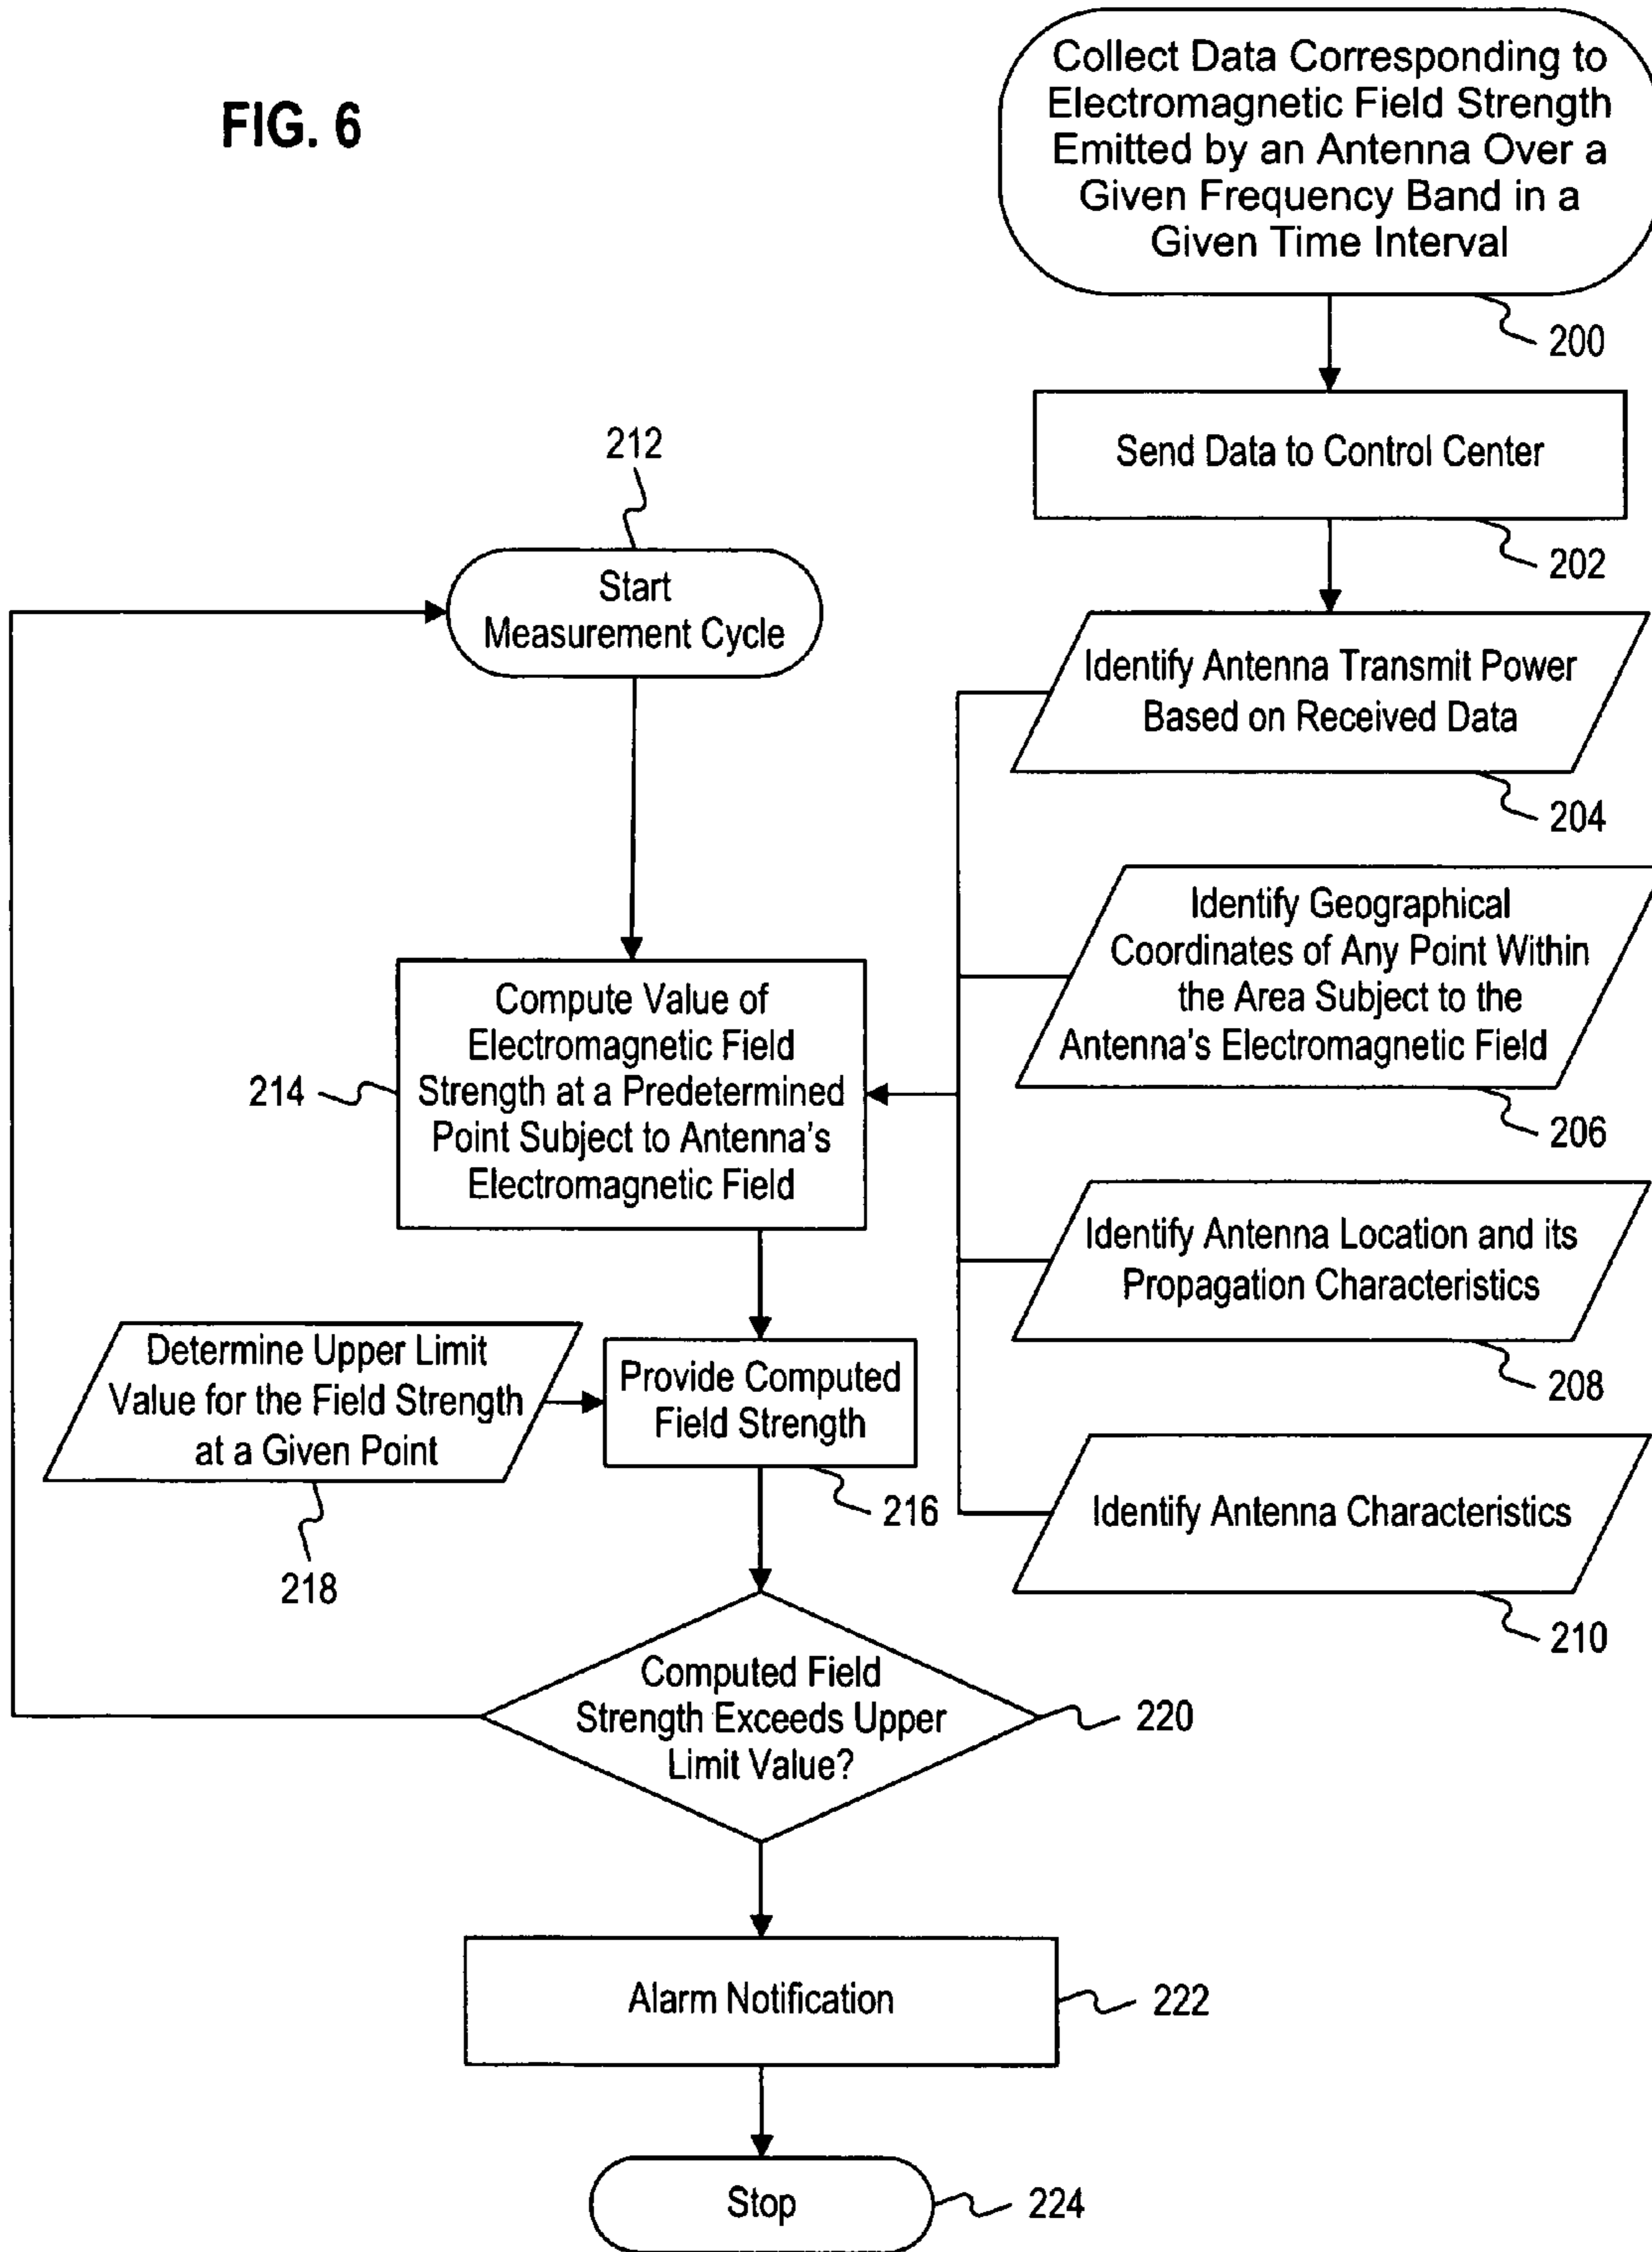 FIG. 6
Collect Data Corresponding to
Electromagnetic Field Strength
Emitted by an Antenna Over a
Given Frequency Band in a
Given Time Interval
200
Send Data to Control Center
202
212
Start
Measurement Cycle
Identify Antenna Transmit Power
Based on Received Data
204
Identify Geographical
Coordinates of Any Point Within
the Area Subject to the
Antenna's Electromagnetic Field
206
Compute Value of
Electromagnetic Field
Strength at a Predetermined
Point Subject to Antenna's
Electromagnetic Field
214
Identify Antenna Location and its
Propagation Characteristics
208
Determine Upper Limit
Value for the Field Strength
at a Given Point
218
Provide Computed
Field Strength
216
Identify Antenna Characteristics
210
Computed Field
Strength Exceeds Upper
Limit Value?
220
Alarm Notification
222
Stop
224